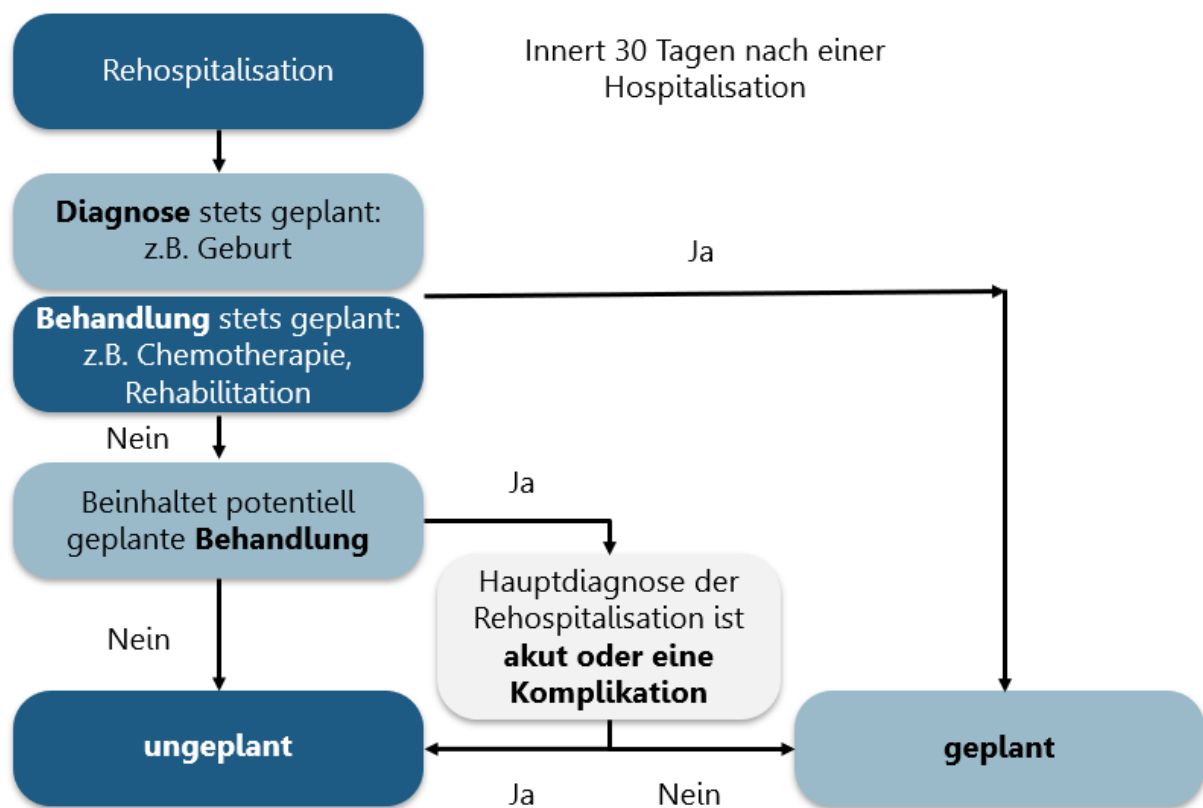 Rehospitalisation
Innert 30 Tagen nach einer
Hospitalisation
Diagnose stets geplant:
z.B. Geburt
Ja
Behandlung stets geplant:
z.B. Chemotherapie,
Rehabilitation
Nein
Beinhaltet potentiell
geplante Behandlung
Ja
Hauptdiagnose der
Rehospitalisation ist
akut oder eine
Komplikation
Nein
ungeplant
geplant
Ja
Nein